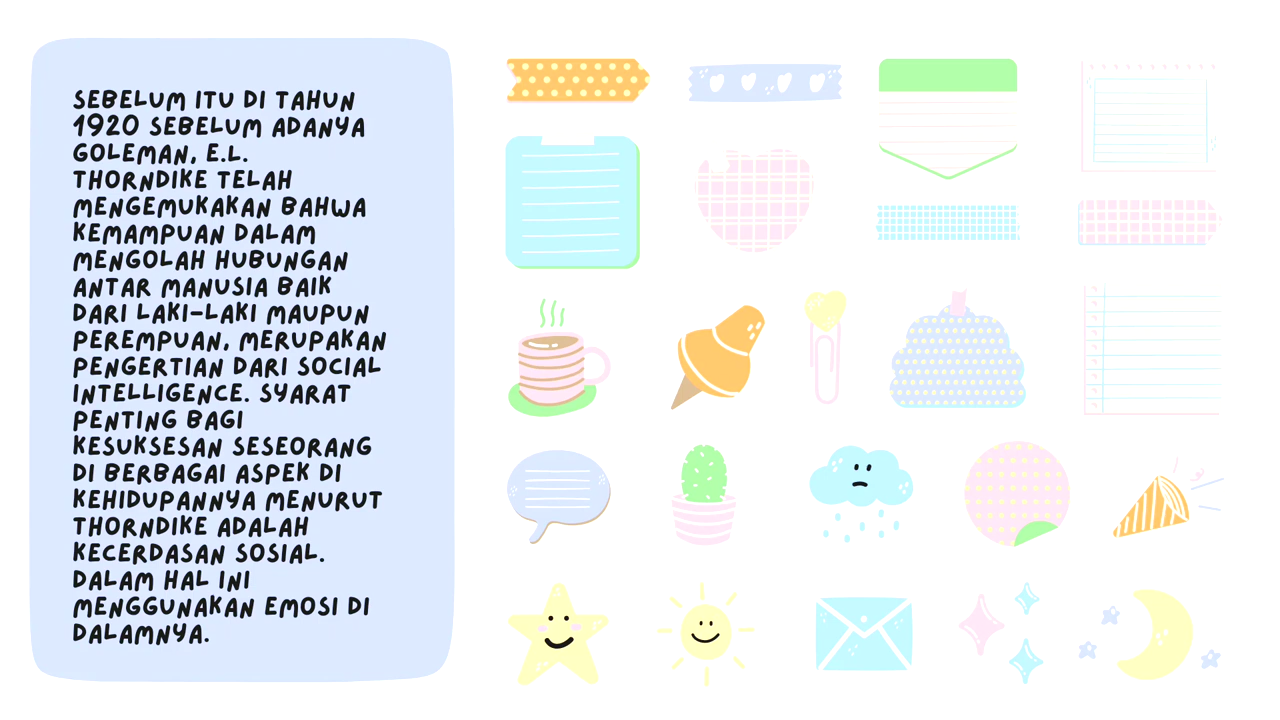 SEBELUM ITU DI TAHUN
1920 SEBELUM ADANYA
GOLEMAN, E.L.
THORNDIKE TELAH
MENGEMUKAKAN BAHWA
KEMAMPUAN DALAM
MENGOLAH HUBUNGAN
ANTAR MANUSIA BAIK
DARI LAKI-LAKI MAUPUN
PEREMPUAN, MERUPAKAN
PENGERTIAN DARI SOCIAL
INTELLIGENCE. SYARAT
PENTING BAGI
KESUKSESAN SESEORANG
DI BERBAGAI ASPEK DI
KEHIDUPANNYA MENURUT
THORNDIKE ADALAH
KECERDASAN SOSIAL.
DALAM HAL INI
MENGGUNAKAN EMOSI DI
DALAMNYA.